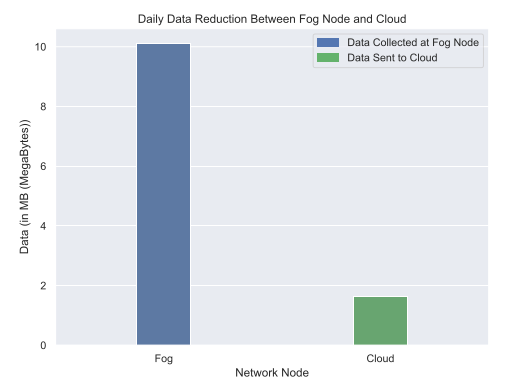 Daily Data Reduction Between Fog Node and Cloud
Data Collected at Fog Node
Data Sent to Cloud
Data (in MB (MegaBytes))
10
8
6
4
2
0
Fog
Cloud
Network Node